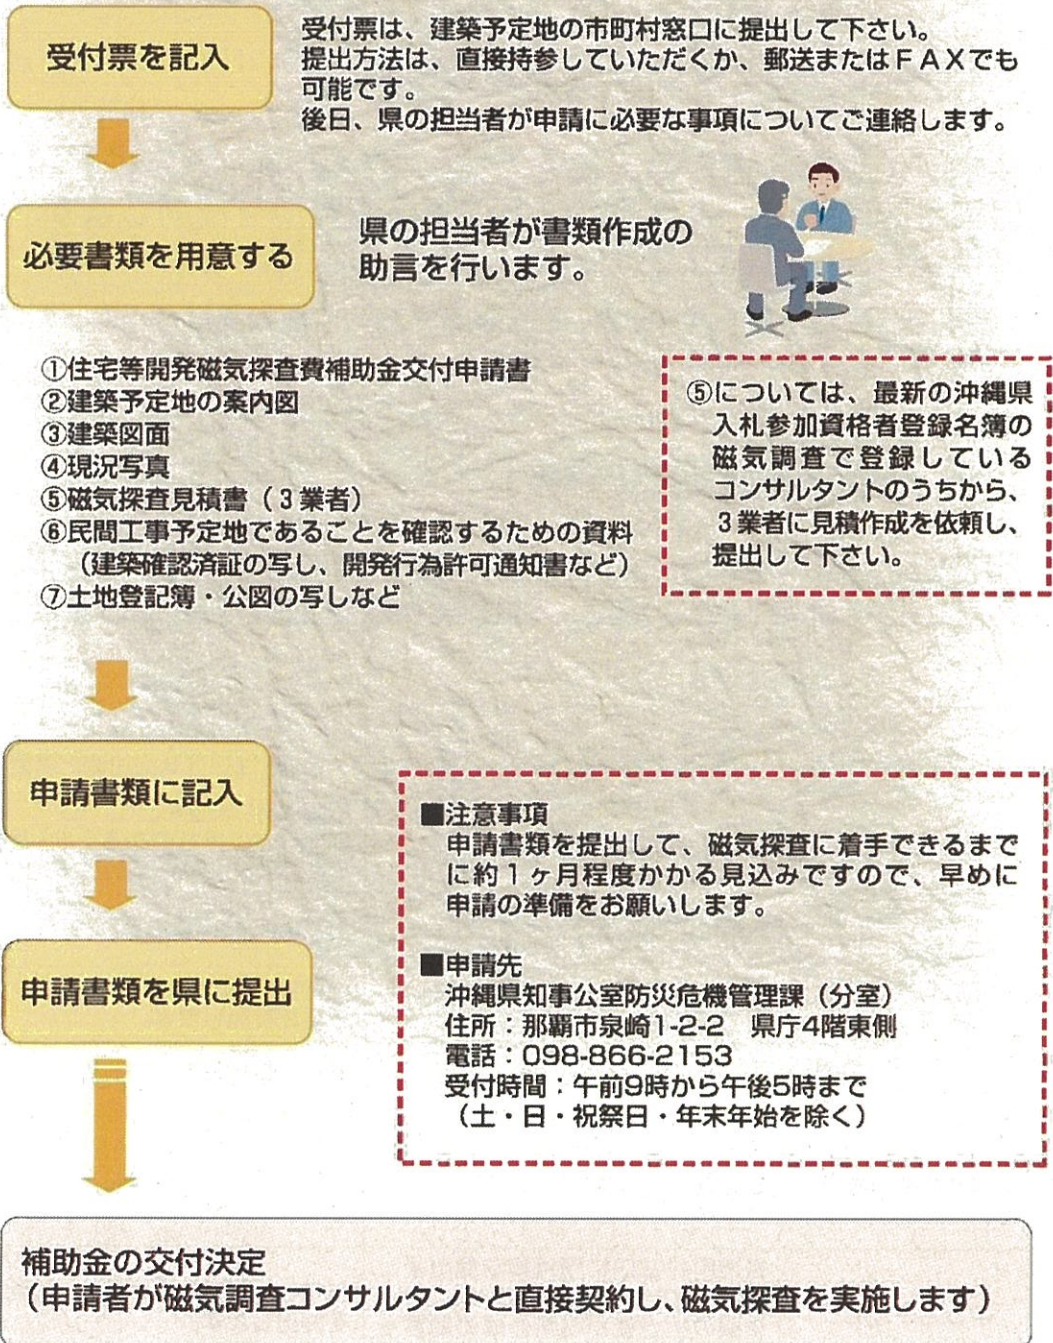 受付票を記入
受付票は、建築予定地の市町村窓口に提出して下さい。
提出方法は、直接持参していただくか、郵送またはＦＡＸでも
可能です。
後日、県の担当者が申請に必要な事項についてご連絡します。
必要書類を用意する
県の担当者が書類作成の
助言を行います。
①住宅等開発磁気探査費補助金交付申請書
②建築予定地の案内図
③建築図面
④現況写真
⑤磁気探査見積書（３業者）
⑥民間工事予定地であることを確認するための資料
（建築確認済証の写し、開発行為許可通知書など）
⑦土地登記簿・公図の写しなど
⑤については、最新の沖縄県
入札参加資格者登録名簿の
磁気調査で登録している
コンサルタントのうちから、
３業者に見積作成を依頼し、
提出して下さい。
申請書類に記入
申請書類を県に提出
■注意事項
申請書類を提出して、磁気探査に着手できるまで
に約１ヶ月程度かかる見込みですので、早めに
申請の準備をお願いします。
■申請先
沖縄県知事公室防災危機管理課（分室）
住所：那覇市泉崎1-2-2　県庁4階東側
電話：098-866-2153
受付時間：午前9時から午後5時まで
（土・日・祝祭日・年末年始を除く）
補助金の交付決定
（申請者が磁気調査コンサルタントと直接契約し、磁気探査を実施します）